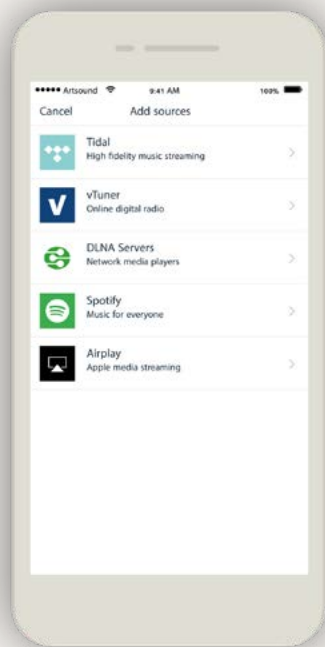 Artsound 9:41 AM 100%
Cancel Add sources
Tidal
High fidelity music streaming
vTuner
Online digital radio
DLNA Servers
Network media players
Spotify
Music for everyone
Airplay
Apple media streaming